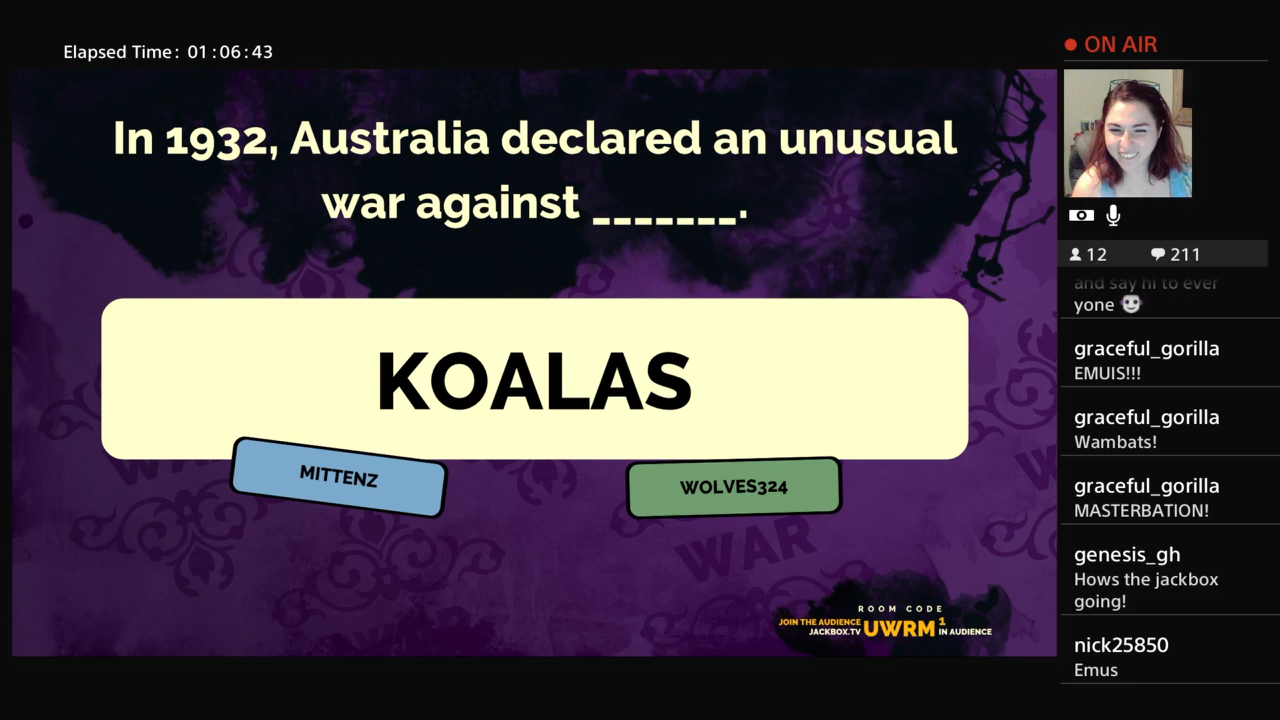 Elapsed Time: 01:06:43
ON AIR
In 1932, Australia declared an unusual
war against _______.
KOALAS
MITTENZ
WOLVES324
WAR
ROOM CODE
JOIN THE AUDIENCE
JACKBOX.TV
UWRM
1
IN AUDIENCE
12
211
and say hi to ever
yone
graceful_gorilla
EMUIS!!!
graceful_gorilla
Wambats!
graceful_gorilla
MASTERBATION!
genesis_gh
Hows the jackbox
going!
nick25850
Emus